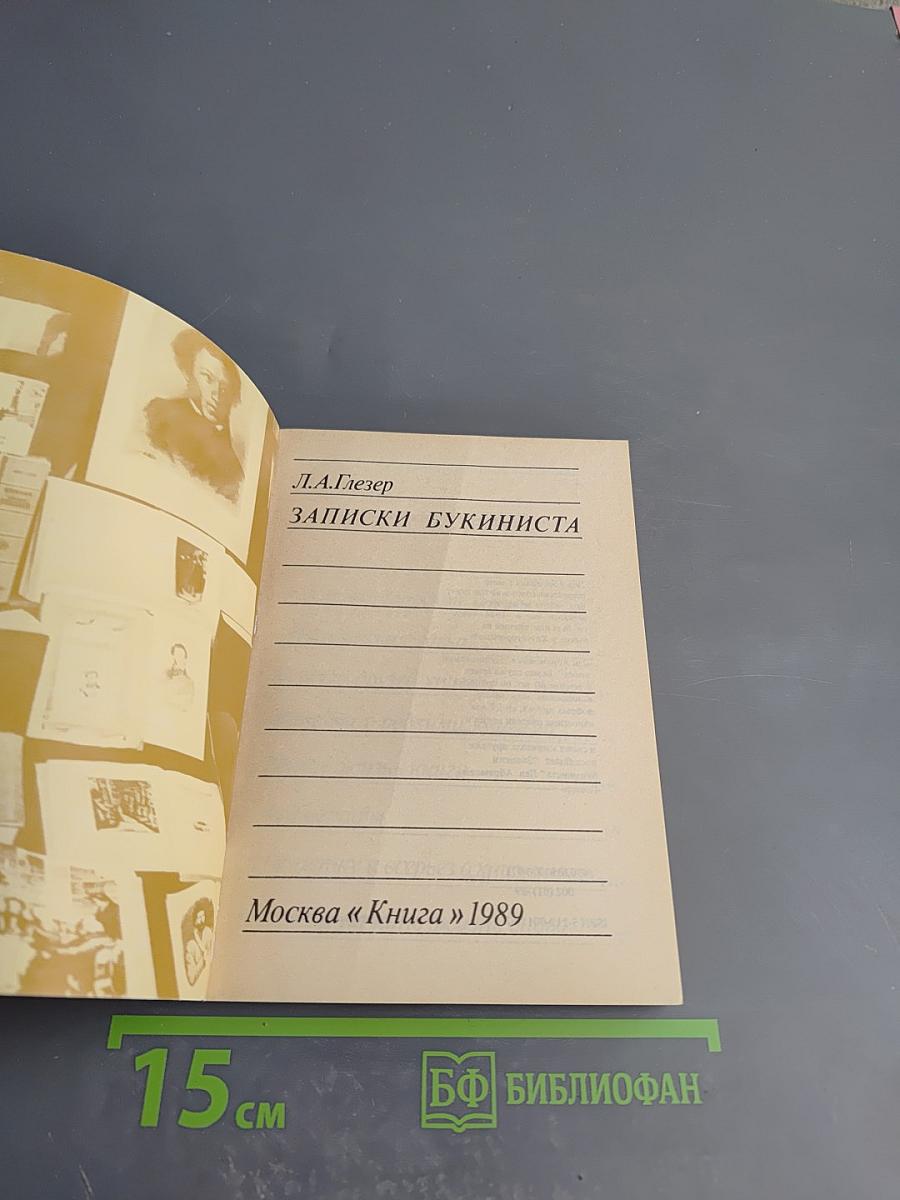 Л.А.Глезер
ЗАПИСКИ БУКИНИСТА
Москва «Книга» 1989
15 см
БФ БИБЛИОФАН